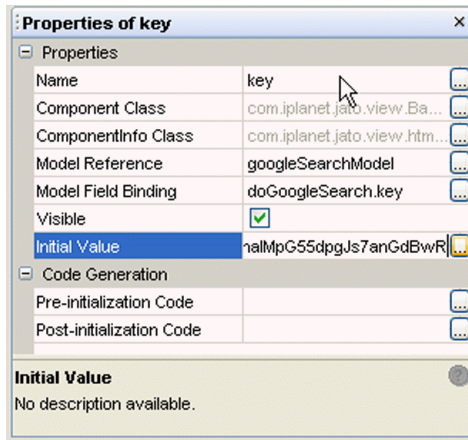 Properties of key
Properties
Name key
Component Class com.iplanet.jato.view.Ba...
ComponentInfo Class com.iplanet.jato.view.htm...
Model Reference googleSearchModel
Model Field Binding doGoogleSearch.key
Visible
Initial Value nalMpG55dpgJs7anGdBwR
Code Generation
Pre-initialization Code
Post-initialization Code
Initial Value
No description available.